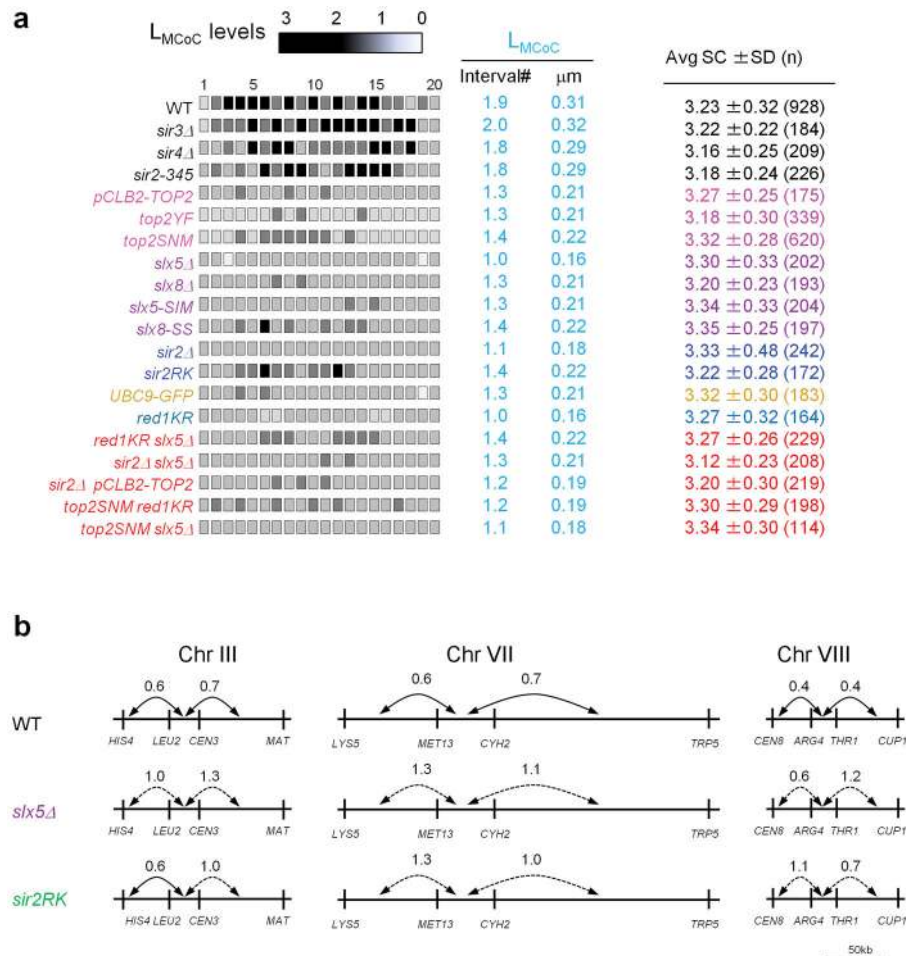 a
L_MCoC levels
3 2 1 0
L_MCoC
Interval# μm
Avg SC ±SD (n)
1 5 10 15 20
WT 1.9 0.31 3.23 ±0.32 (928)
sir3Δ 2.0 0.32 3.22 ±0.22 (184)
sir4Δ 1.8 0.29 3.16 ±0.25 (209)
sir2-345 1.8 0.29 3.18 ±0.24 (226)
pCLB2-TOP2 1.3 0.21 3.27 ±0.25 (175)
top2YF 1.3 0.21 3.18 ±0.30 (339)
top2SNM 1.4 0.22 3.32 ±0.28 (620)
slx5Δ 1.0 0.16 3.30 ±0.33 (202)
slx8Δ 1.3 0.21 3.20 ±0.23 (193)
slx5-SIM 1.3 0.21 3.34 ±0.33 (204)
slx8-SS 1.4 0.22 3.35 ±0.25 (197)
sir2Δ 1.1 0.18 3.33 ±0.48 (242)
sir2RK 1.4 0.22 3.22 ±0.28 (172)
UBC9-GFP 1.3 0.21 3.32 ±0.30 (183)
red1KR 1.0 0.16 3.27 ±0.32 (164)
red1KR slx5Δ 1.4 0.22 3.27 ±0.26 (229)
sir2Δ slx5Δ 1.3 0.21 3.12 ±0.23 (208)
sir2Δ pCLB2-TOP2 1.2 0.19 3.20 ±0.30 (219)
top2SNM red1KR 1.2 0.19 3.30 ±0.29 (198)
top2SNM slx5Δ 1.1 0.18 3.34 ±0.30 (114)
b
Chr III Chr VII Chr VIII
0.6 0.7 0.6 0.7 0.4 0.4
WT
HIS4 LEU2 CEN3 MAT LYS5 MET13 CYH2 TRP5 CEN8 ARG4 THR1 CUP1
1.0 1.3 1.3 1.1 0.6 1.2
slx5Δ
HIS4 LEU2 CEN3 MAT LYS5 MET13 CYH2 TRP5 CEN8 ARG4 THR1 CUP1
0.6 1.0 1.3 1.0 1.1 0.7
sir2RK
HIS4 LEU2 CEN3 MAT LYS5 MET13 CYH2 TRP5 CEN8 ARG4 THR1 CUP1
50kb